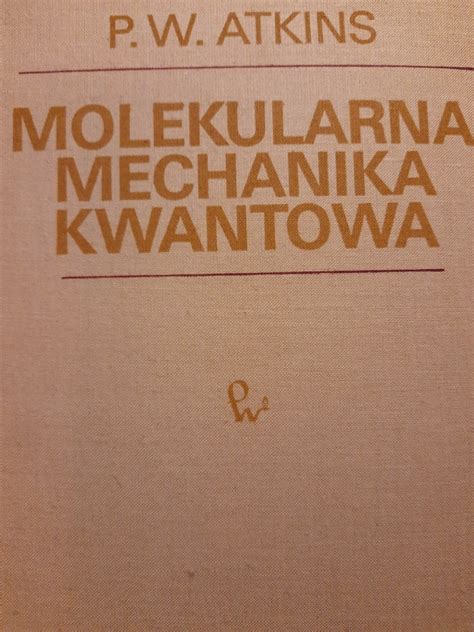 P. W. ATKINS
MOLEKULARNA
MECHANIKA
KWANTOWA